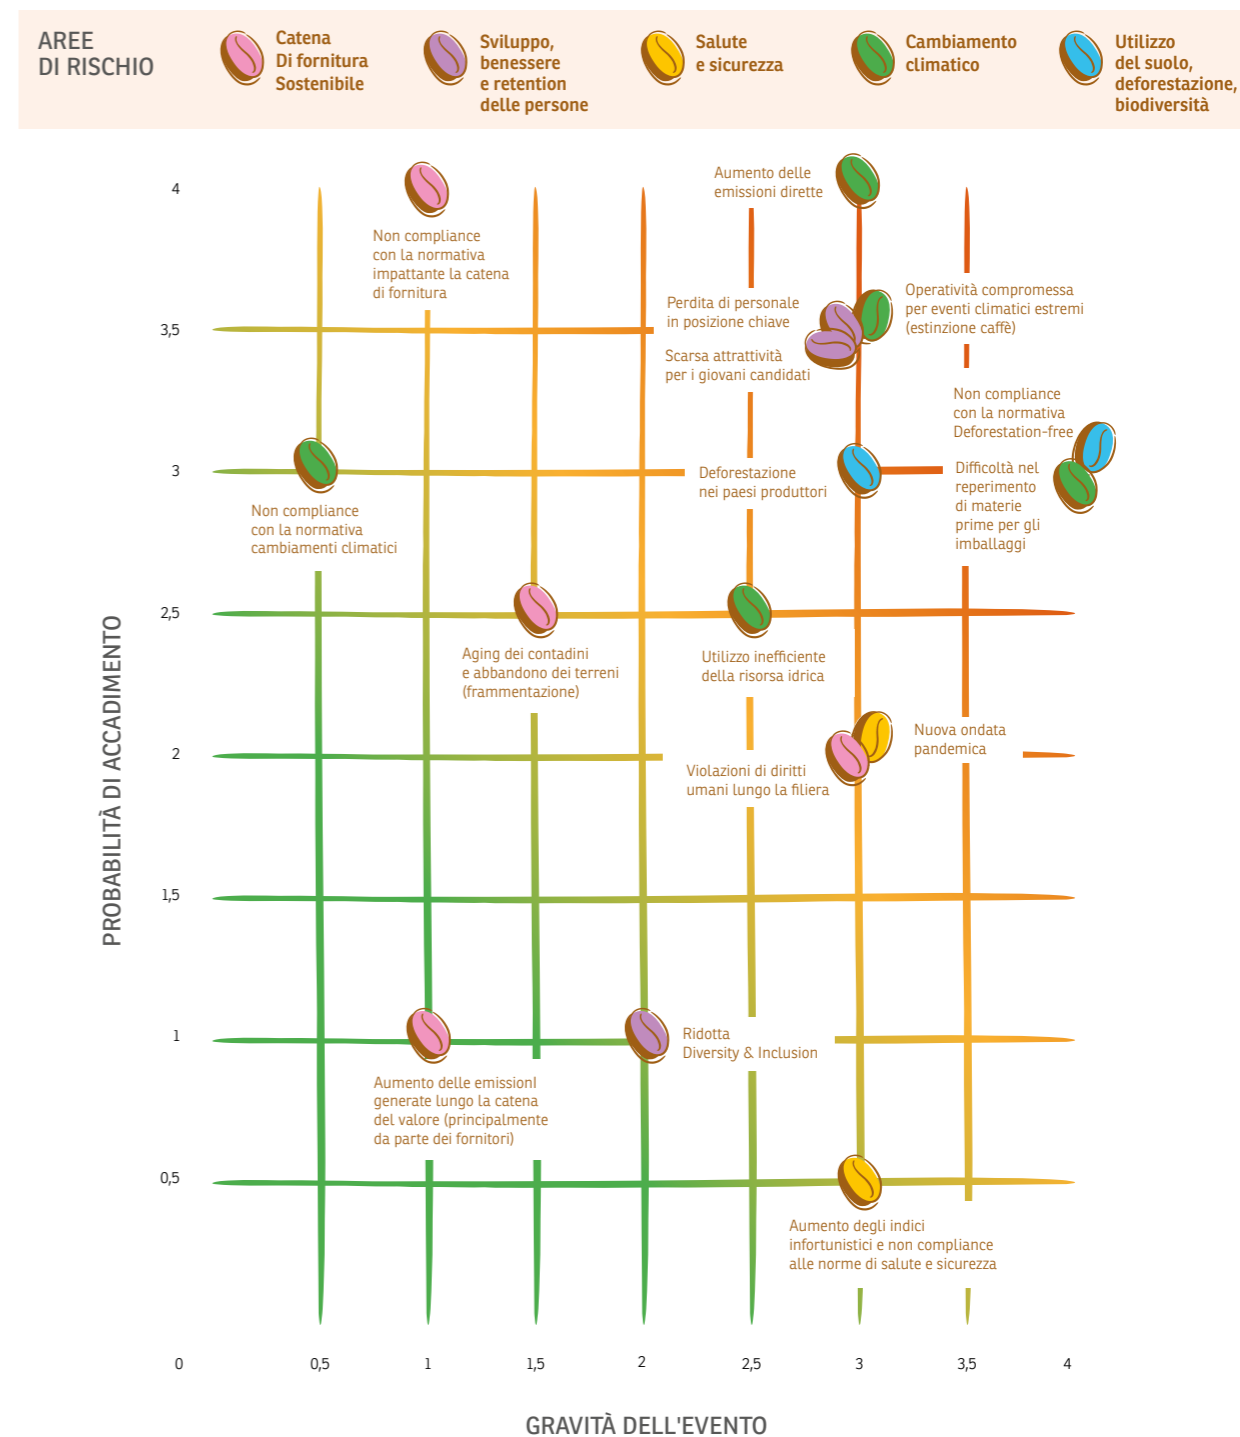 AREE
DI RISCHIO
Catena
Di fornitura
Sostenibile
Sviluppo,
benessere
e retention
delle persone
Salute
e sicurezza
Cambiamento
climatico
Utilizzo
del suolo,
deforestazione,
biodiversità
PROBABILITÀ DI ACCADIMENTO
4
Aumento delle
emissioni dirette
Non compliance
con la normativa
impattante la catena
di fornitura
Perdita di personale
in posizione chiave
Operatività compromessa
per eventi climatici estremi
(estinzione caffè)
3,5
Scarsa attrattività
per i giovani candidati
Non compliance
con la normativa
Deforestation-free
3
Deforestazione
nei paesi produttori
Difficoltà nel
reperimento
di materie
prime per gli
imballaggi
Non compliance
con la normativa
cambiamenti climatici
2,5
Aging dei contadini
e abbandono dei terreni
(frammentazione)
Utilizzo inefficiente
della risorsa idrica
2
Nuova ondata
pandemica
Violazioni di diritti
umani lungo la filiera
1,5
1
Ridotta
Diversity & Inclusion
Aumento delle emissionI
generate lungo la catena
del valore (principalmente
da parte dei fornitori)
0,5
Aumento degli indici
infortunistici e non compliance
alle norme di salute e sicurezza
0
0,5
1
1,5
2
2,5
3
3,5
4
GRAVITÀ DELL'EVENTO